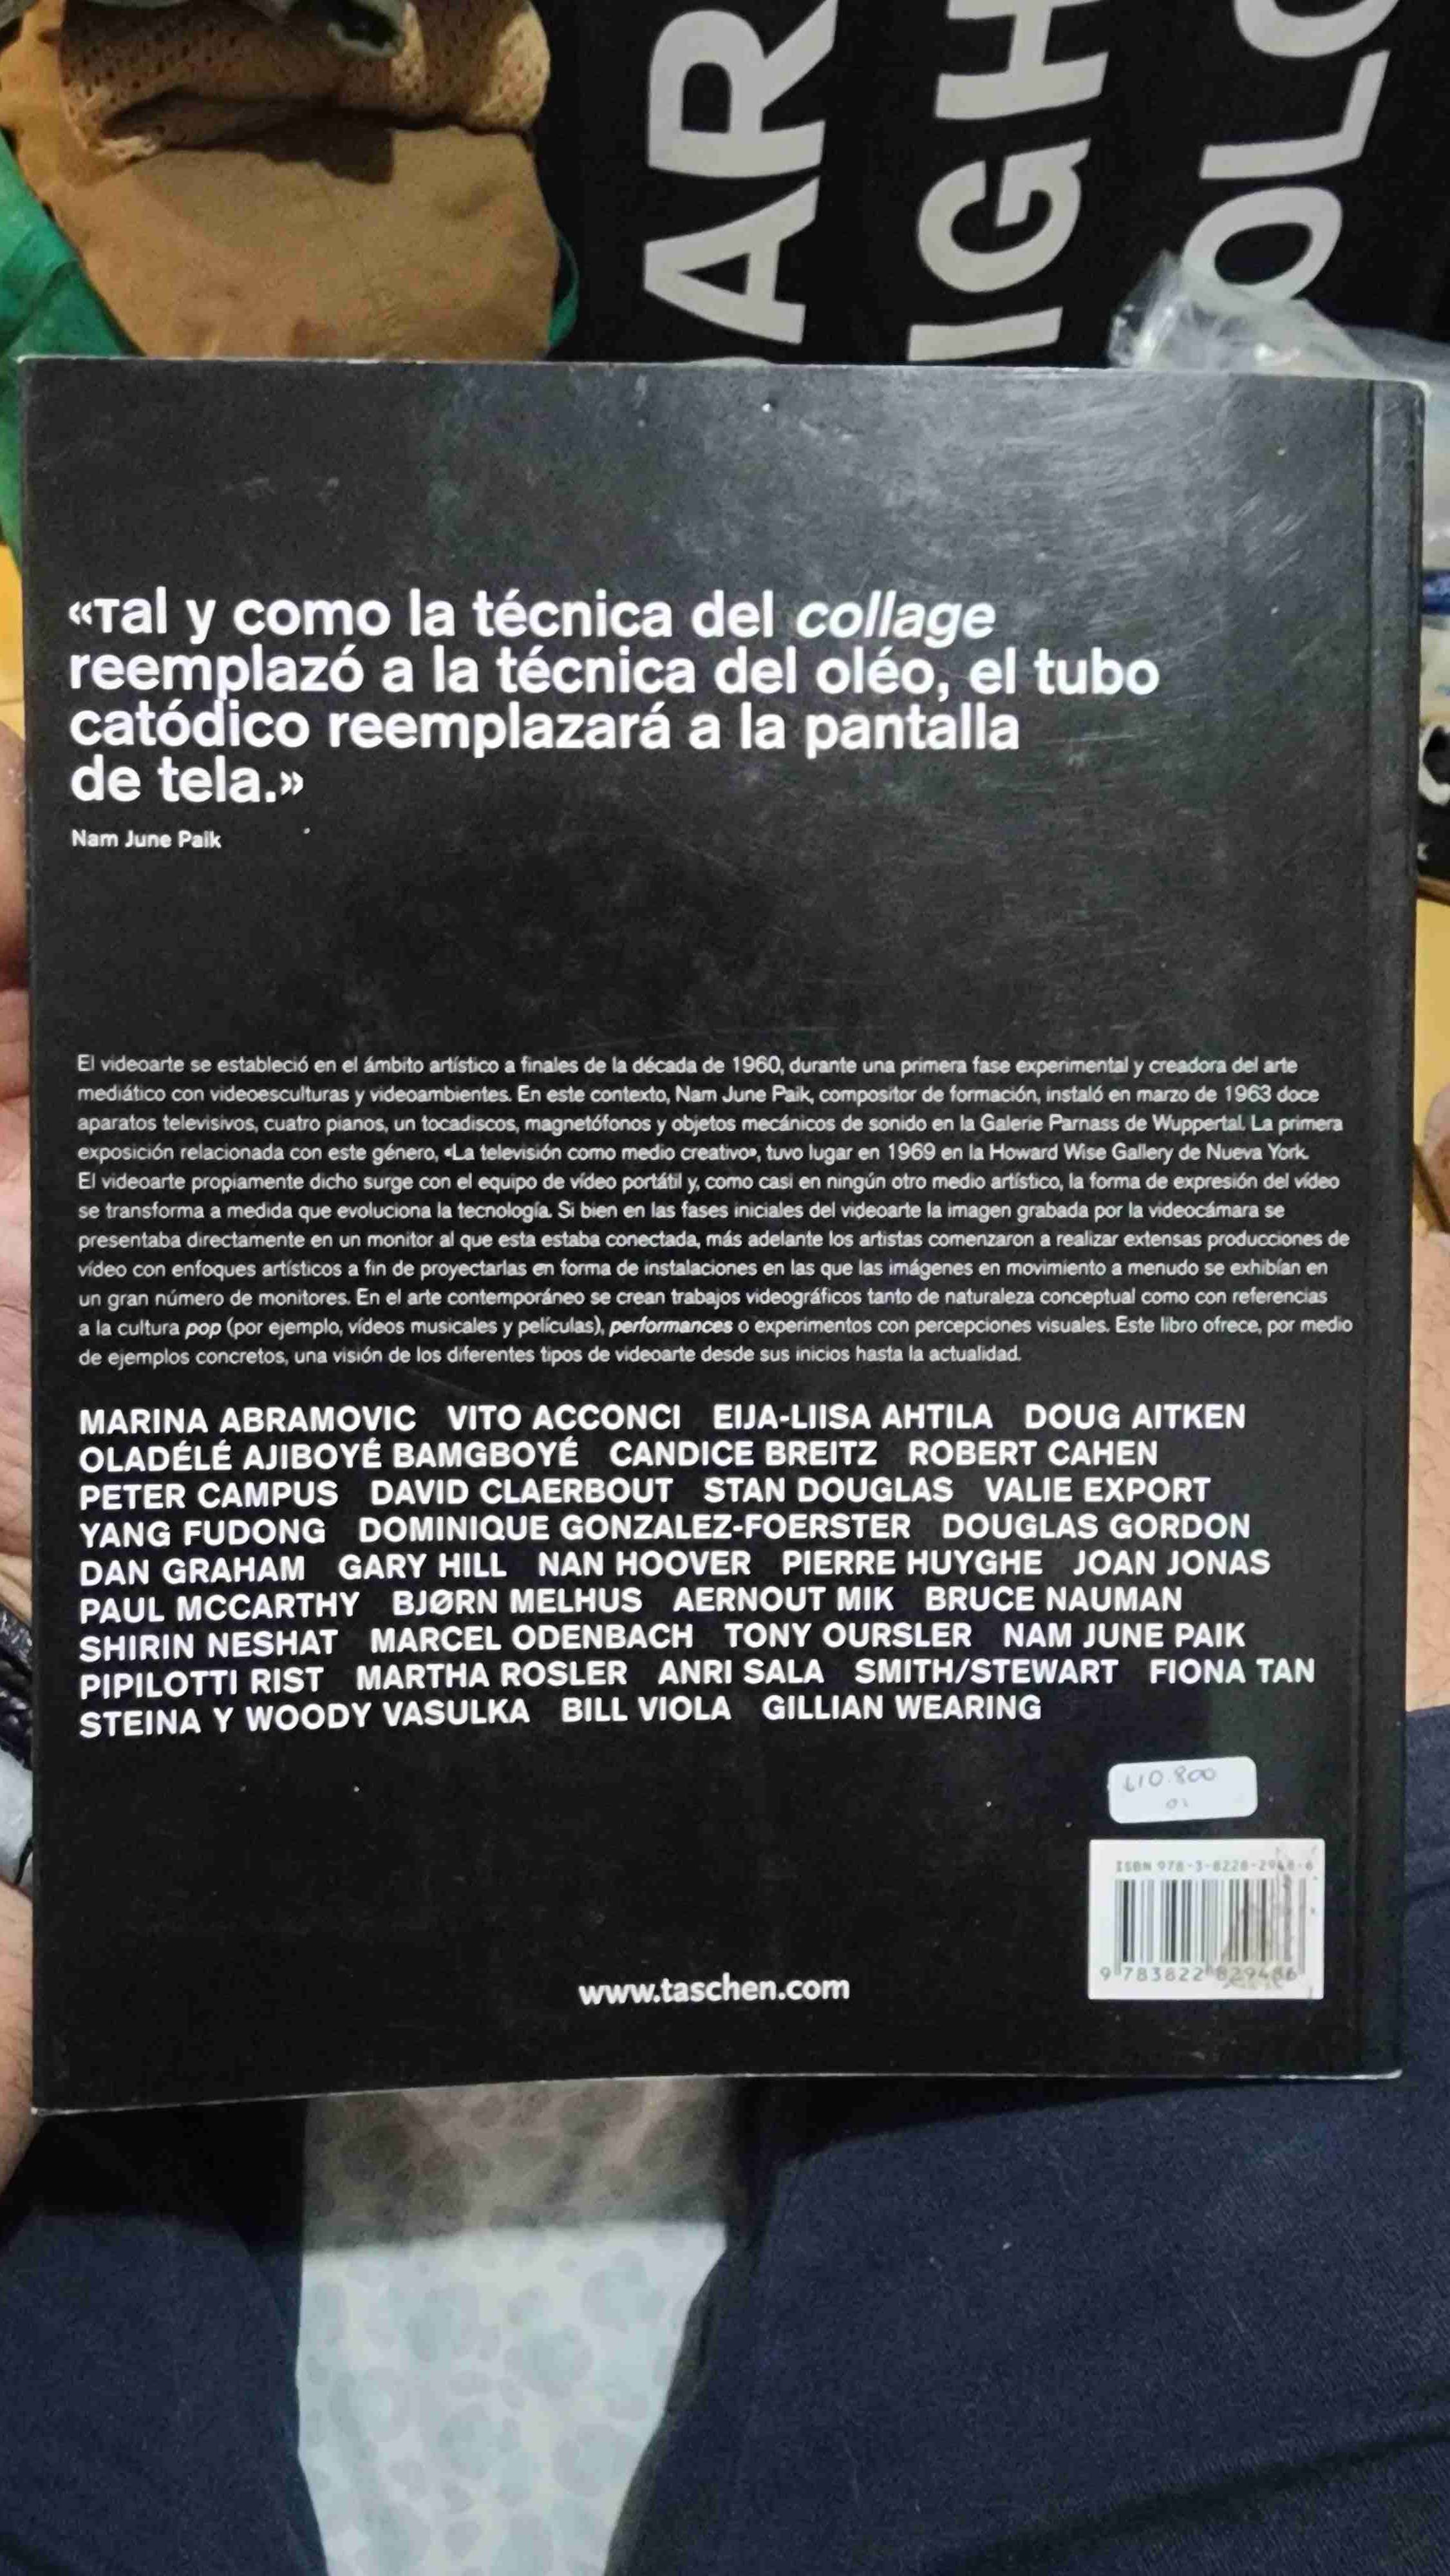 AR
IGH
OLO
«Tal y como la técnica del collage
reemplazó a la técnica del oléo, el tubo
catódico reemplazará a la pantalla
de tela.»
Nam June Paik
El videoarte se estableció en el ámbito artístico a finales de la década de 1960, durante una primera fase experimental y creadora del arte
mediático con videoesculturas y videoambientes. En este contexto, Nam June Paik, compositor de formación, instaló en marzo de 1963 doce
aparatos televisivos, cuatro pianos, un tocadiscos, magnetófonos y objetos mecánicos de sonido en la Galerie Parnass de Wuppertal. La primera
exposición relacionada con este género, «La televisión como medio creativo», tuvo lugar en 1969 en la Howard Wise Gallery de Nueva York.
El videoarte propiamente dicho surge con el equipo de vídeo portátil y, como casi en ningún otro medio artístico, la forma de expresión del vídeo
se transforma a medida que evoluciona la tecnología. Si bien en las fases iniciales del videoarte la imagen grabada por la videocámara se
presentaba directamente en un monitor al que esta estaba conectada, más adelante los artistas comenzaron a realizar extensas producciones de
vídeo con enfoques artísticos a fin de proyectarlas en forma de instalaciones en las que las imágenes en movimiento a menudo se exhibían en
un gran número de monitores. En el arte contemporáneo se crean trabajos videográficos tanto de naturaleza conceptual como con referencias
a la cultura pop (por ejemplo, vídeos musicales y películas), performances o experimentos con percepciones visuales. Este libro ofrece, por medio
de ejemplos concretos, una visión de los diferentes tipos de videoarte desde sus inicios hasta la actualidad.
MARINA ABRAMOVIC VITO ACCONCI EIJA-LIISA AHTILA DOUG AITKEN
OLADÉLÉ AJIBOYÉ BAMGBOYÉ CANDICE BREITZ ROBERT CAHEN
PETER CAMPUS DAVID CLAERBOUT STAN DOUGLAS VALIE EXPORT
YANG FUDONG DOMINIQUE GONZALEZ-FOERSTER DOUGLAS GORDON
DAN GRAHAM GARY HILL NAN HOOVER PIERRE HUYGHE JOAN JONAS
PAUL MCCARTHY BJØRN MELHUS AERNOUT MIK BRUCE NAUMAN
SHIRIN NESHAT MARCEL ODENBACH TONY OURSLER NAM JUNE PAIK
PIPILOTTI RIST MARTHA ROSLER ANRI SALA SMITH/STEWART FIONA TAN
STEINA Y WOODY VASULKA BILL VIOLA GILLIAN WEARING
ISBN 978-3-8228-2948-6
9 783822 829486
www.taschen.com